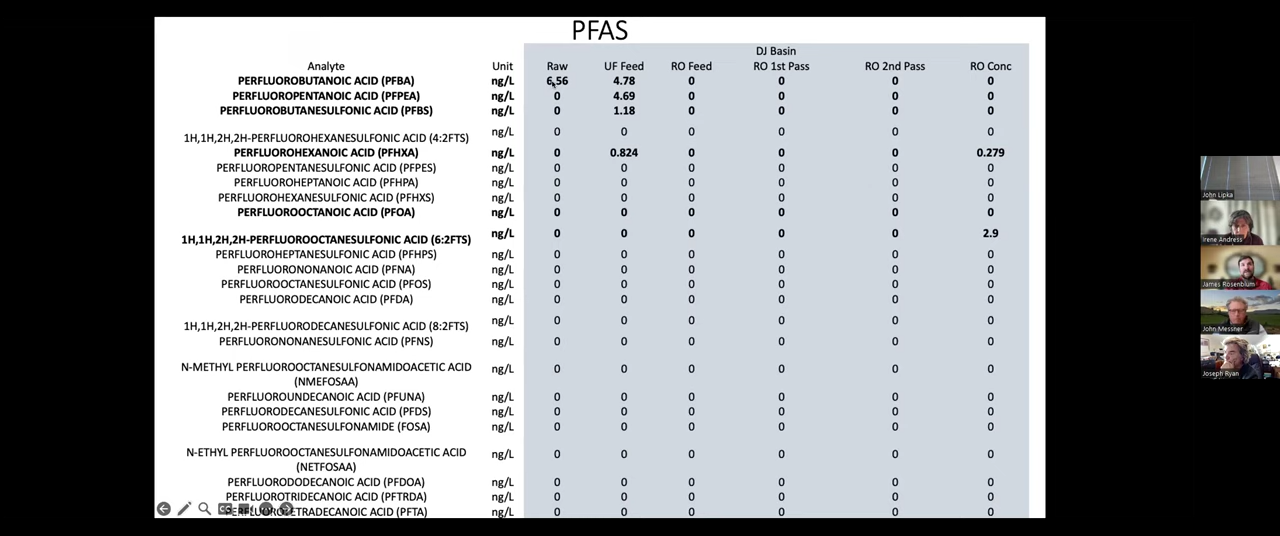 PFAS
DJ Basin
Analyte Unit Raw UF Feed RO Feed RO 1st Pass RO 2nd Pass RO Conc
PERFLUOROBUTANOIC ACID (PFBA) ng/L 6.56 4.78 0 0 0 0
PERFLUOROPENTANOIC ACID (PFPEA) ng/L 0 4.69 0 0 0 0
PERFLUOROBUTANESULFONIC ACID (PFBS) ng/L 0 1.18 0 0 0 0
1H,1H,2H,2H-PERFLUOROHEXANESULFONIC ACID (4:2FTS) ng/L 0 0 0 0 0 0
PERFLUOROHEXANOIC ACID (PFHXA) ng/L 0 0.824 0 0 0 0.279
PERFLUOROPENTANESULFONIC ACID (PFPES) ng/L 0 0 0 0 0 0
PERFLUOROHEPTANOIC ACID (PFHPA) ng/L 0 0 0 0 0 0
PERFLUOROHEXANESULFONIC ACID (PFHXS) ng/L 0 0 0 0 0 0
PERFLUOROOCTANOIC ACID (PFOA) ng/L 0 0 0 0 0 0
1H,1H,2H,2H-PERFLUOROOCTANESULFONIC ACID (6:2FTS) ng/L 0 0 0 0 0 2.9
PERFLUOROHEPTANESULFONIC ACID (PFHPS) ng/L 0 0 0 0 0 0
PERFLUORONONANOIC ACID (PFNA) ng/L 0 0 0 0 0 0
PERFLUOROOCTANESULFONIC ACID (PFOS) ng/L 0 0 0 0 0 0
PERFLUORODECANOIC ACID (PFDA) ng/L 0 0 0 0 0 0
1H,1H,2H,2H-PERFLUORODECANESULFONIC ACID (8:2FTS) ng/L 0 0 0 0 0 0
PERFLUORONONANESULFONIC ACID (PFNS) ng/L 0 0 0 0 0 0
N-METHYL PERFLUOROOCTANESULFONAMIDOACETIC ACID
(NMEFOSAA) ng/L 0 0 0 0 0 0
PERFLUOROUNDECANOIC ACID (PFUNA) ng/L 0 0 0 0 0 0
PERFLUORODECANESULFONIC ACID (PFDS) ng/L 0 0 0 0 0 0
PERFLUOROOCTANESULFONAMIDE (FOSA) ng/L 0 0 0 0 0 0
N-ETHYL PERFLUOROOCTANESULFONAMIDOACETIC ACID
(NETFOSAA) ng/L 0 0 0 0 0 0
PERFLUORODODECANOIC ACID (PFDOA) ng/L 0 0 0 0 0 0
PERFLUOROTRIDECANOIC ACID (PFTRDA) ng/L 0 0 0 0 0 0
PERFLUOROTETRADECANOIC ACID (PFTA) ng/L 0 0 0 0 0 0
John Lipka
Irene Andress
James Rosenblum
John Messner
Joseph Ryan